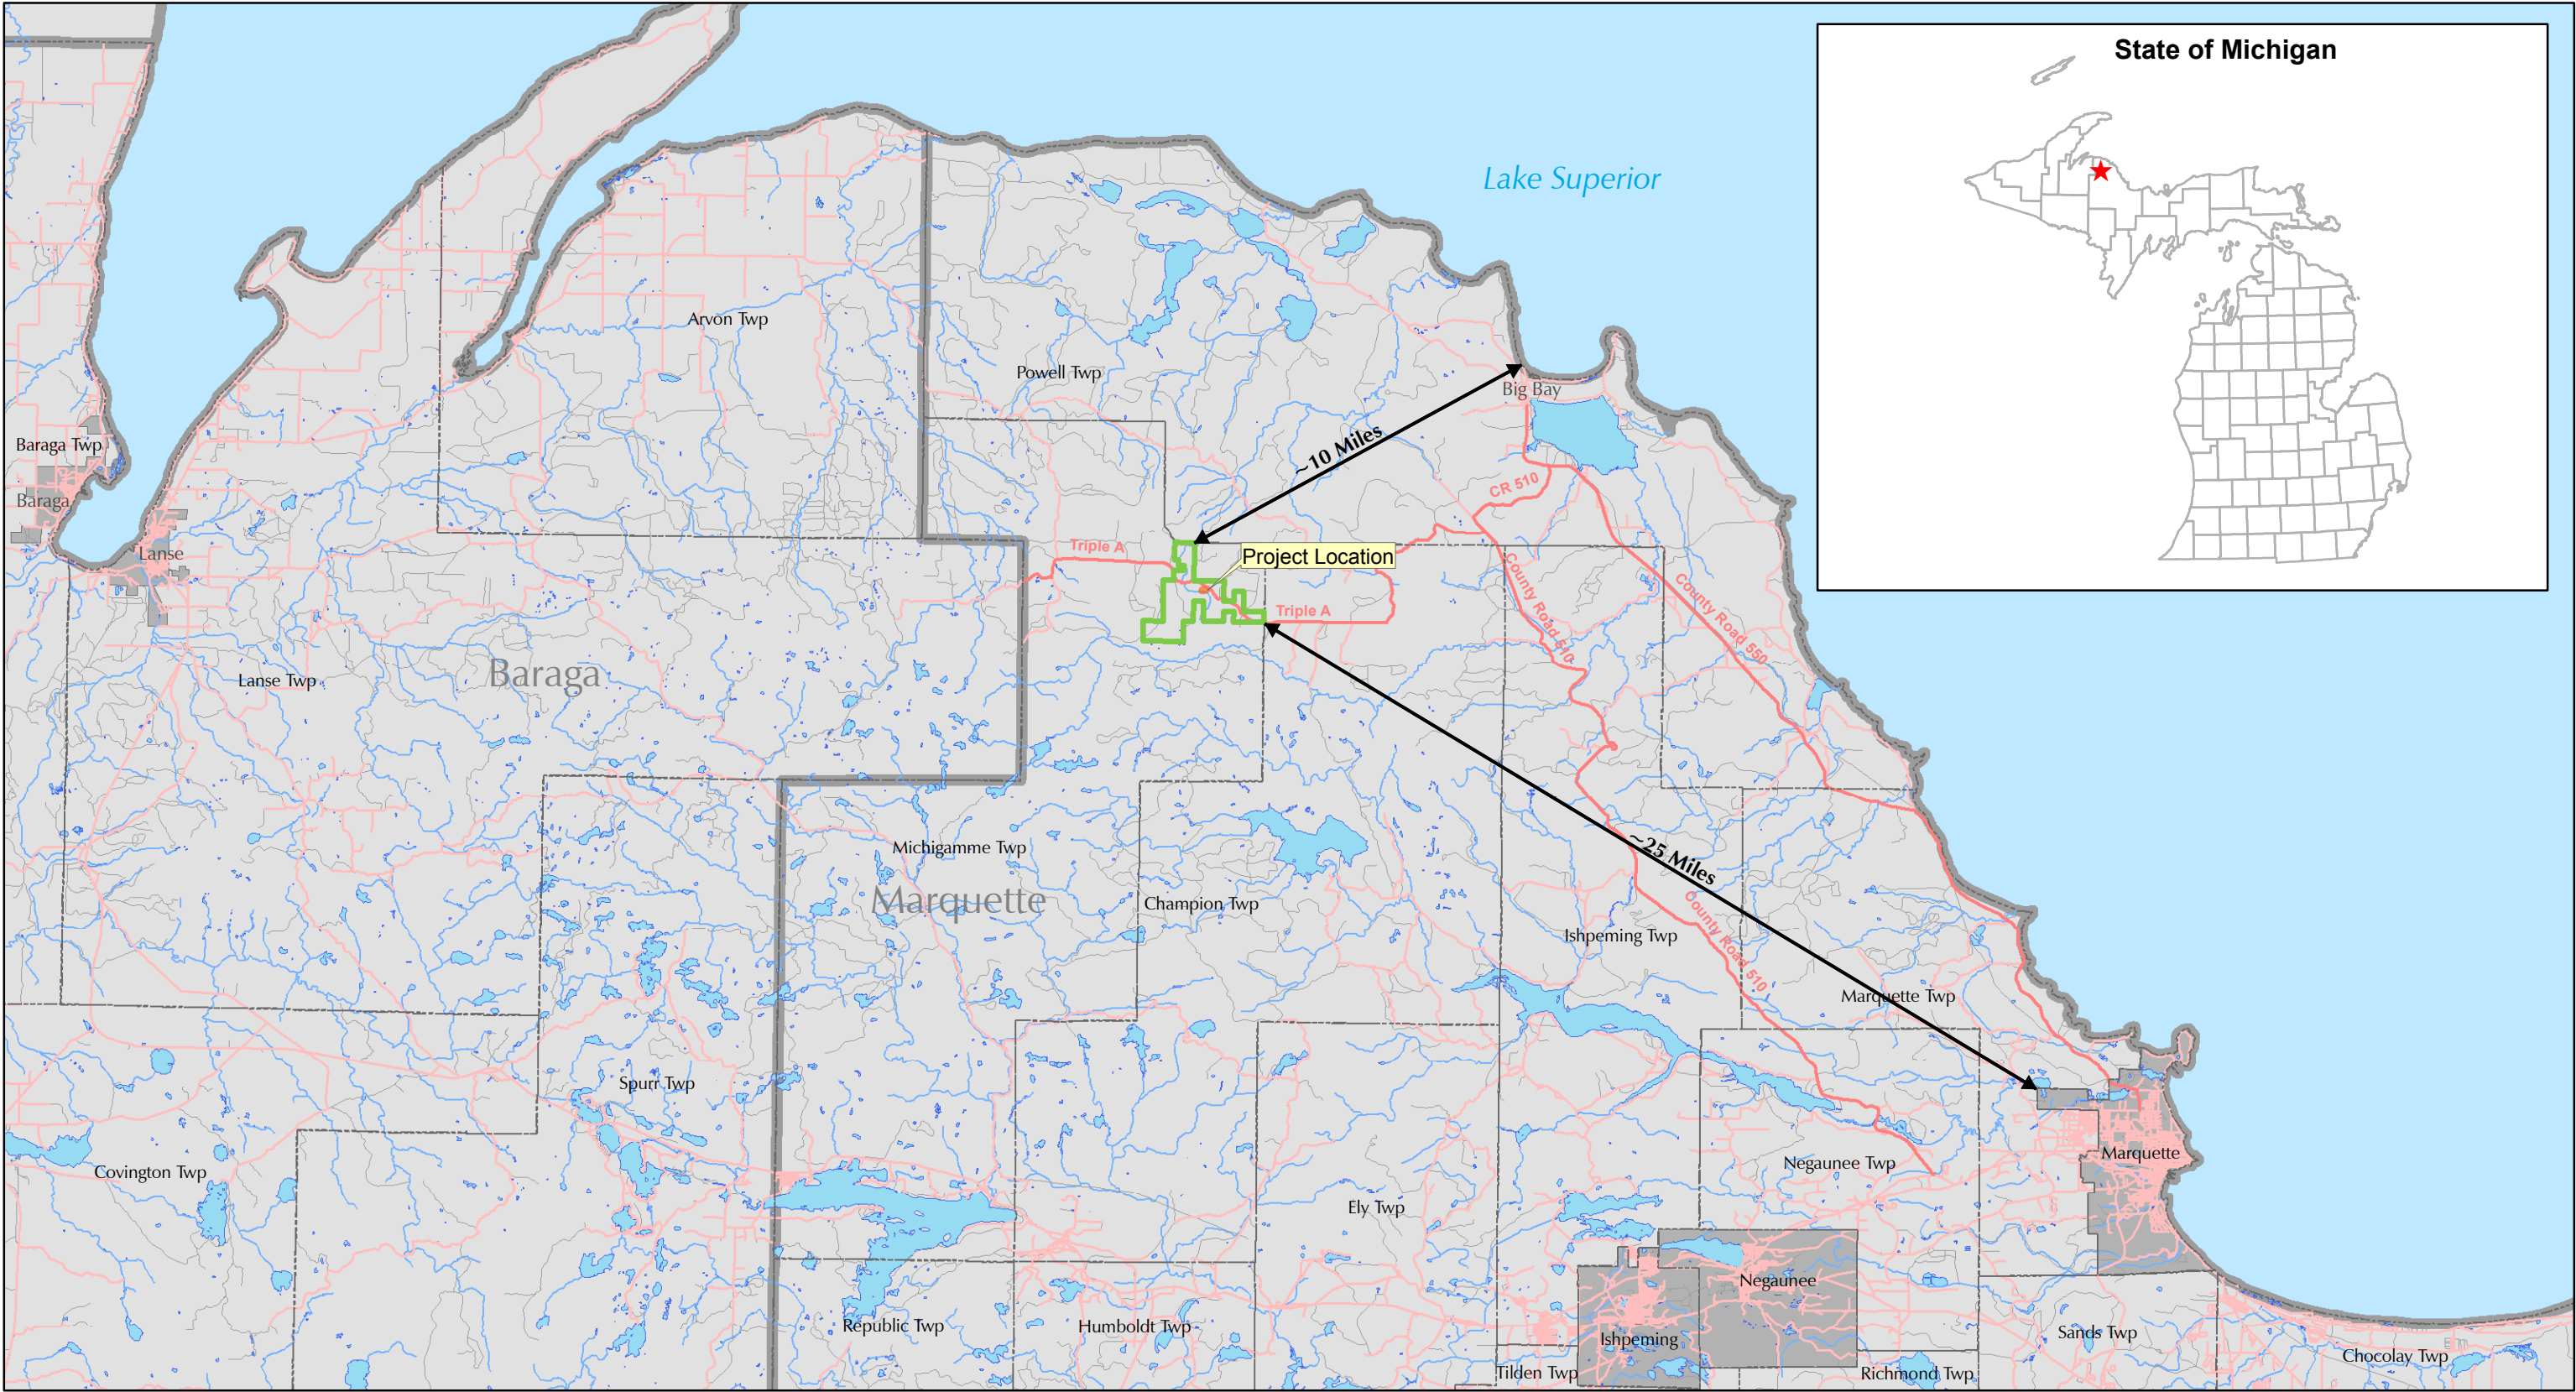 State of Michigan
Lake Superior
Arvon Twp
Powell Twp
Big Bay
~10 Miles
Baraga Twp
Baraga
CR 510
Lanse
Triple A
Project Location
Triple A
County Road 510
County Road 550
Lanse Twp
Baraga
Michigamme Twp
Marquette
Champion Twp
~25 Miles
Ishpeming Twp
County Road 510
Marquette Twp
Spurr Twp
Covington Twp
Negaunee Twp
Marquette
Ely Twp
Negaunee
Republic Twp
Humboldt Twp
Ishpeming
Sands Twp
Chocolay Twp
Tilden Twp
Richmond Twp